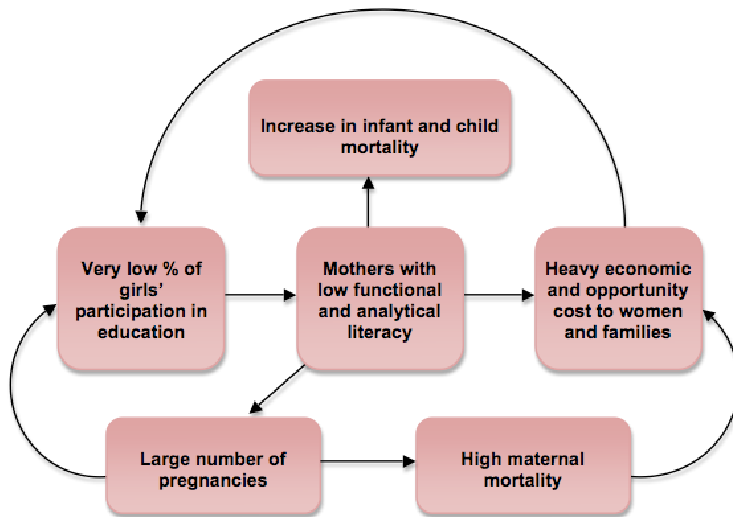 Increase in infant and child
mortality
Very low % of
girls’
participation in
education
Mothers with
low functional
and analytical
literacy
Heavy economic
and opportunity
cost to women
and families
Large number of
pregnancies
High maternal
mortality